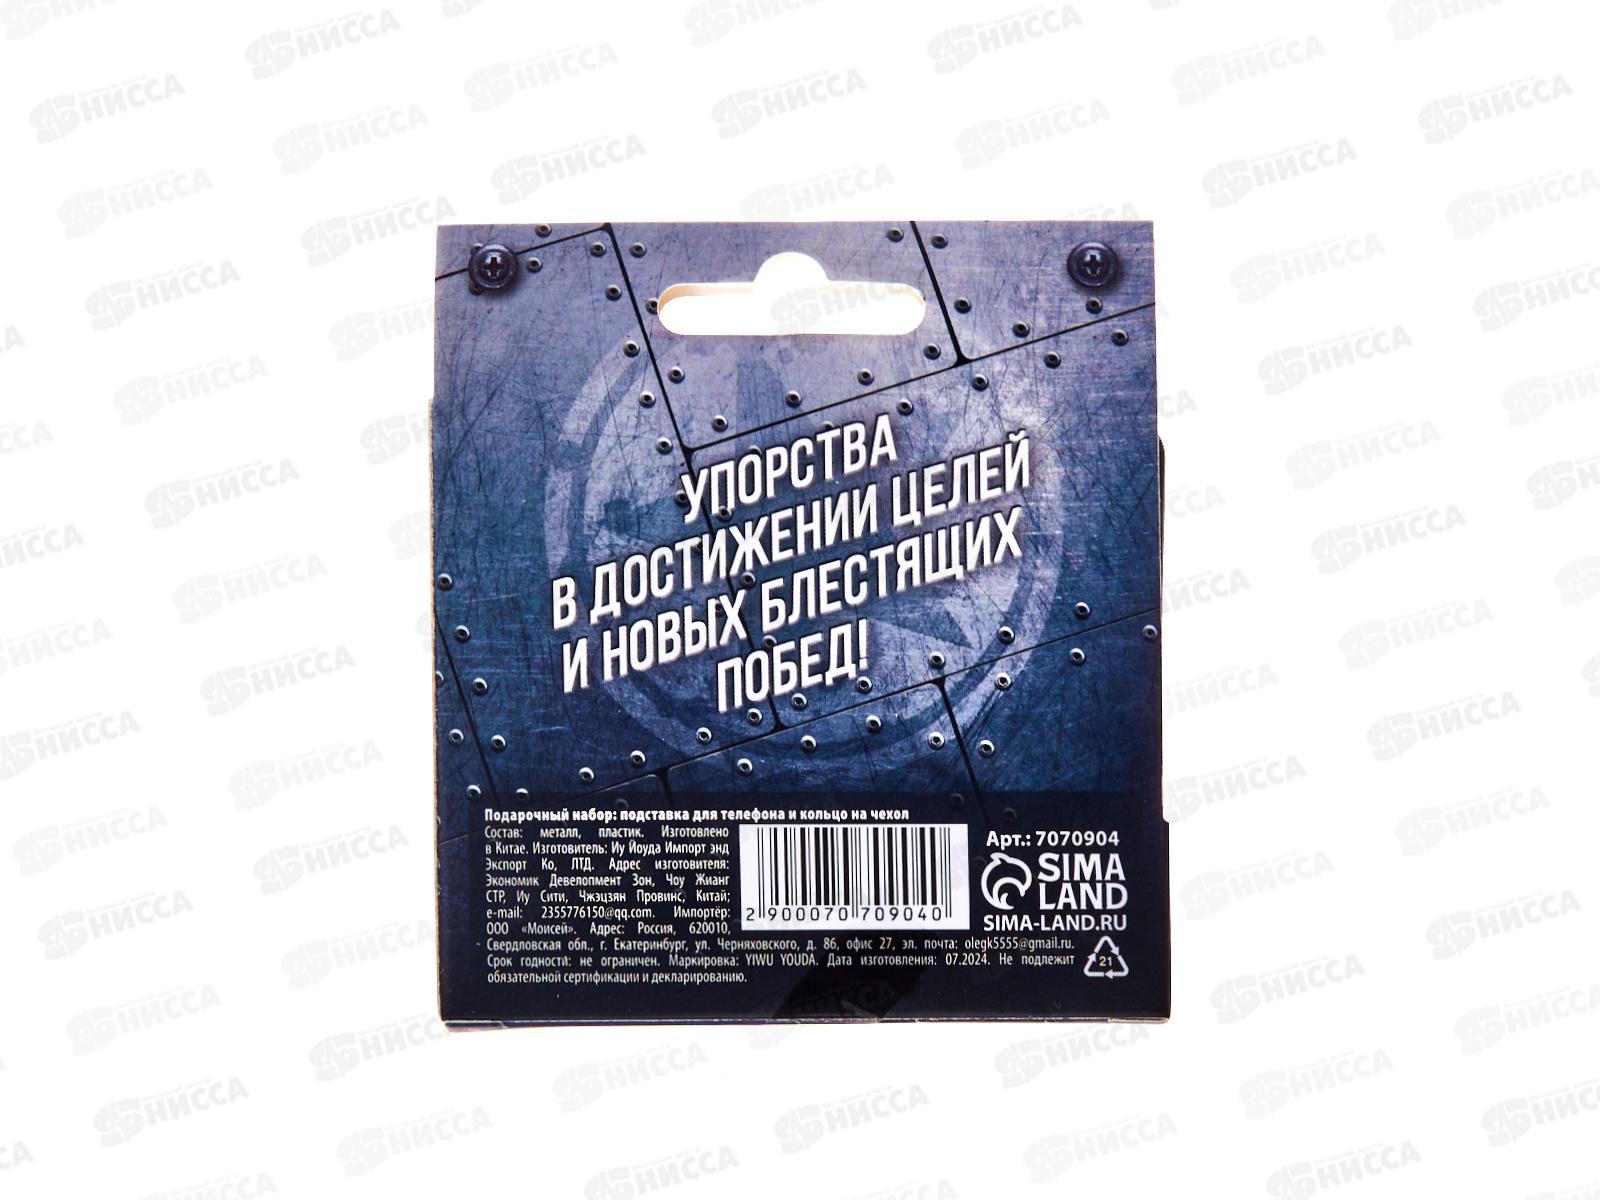 УПОРСТВА
В ДОСТИЖЕНИИ ЦЕЛЕЙ
И НОВЫХ БЛЕСТЯЩИХ
ПОБЕД!
Подарочный набор: подставка для телефона и кольцо на чехол
Состав: металл, пластик. Изготовлено
в Китае. Изготовитель: Иу Йоуда Импорт энд
Экспорт Ко, ЛТД. Адрес изготовителя:
Экономик Девелопмент Зон, Чоу Жианг
СТР, Иу Сити, Чжэцзян Провинс, Китай;
e-mail: 2355776150@qq.com. Импортёр:
ООО «Моисей». Адрес: Россия, 620010,
Свердловская обл., г. Екатеринбург, ул. Черняховского, д. 86, офис 27, эл. почта: olegk5555@gmail.ru.
Срок годности: не ограничен. Маркировка: YIWU YOUDA. Дата изготовления: 07.2024. Не подлежит
обязательной сертификации и декларированию.
2 900070 709040
Арт.: 7070904
SIMA
LAND
SIMA-LAND.RU
21
НИССА